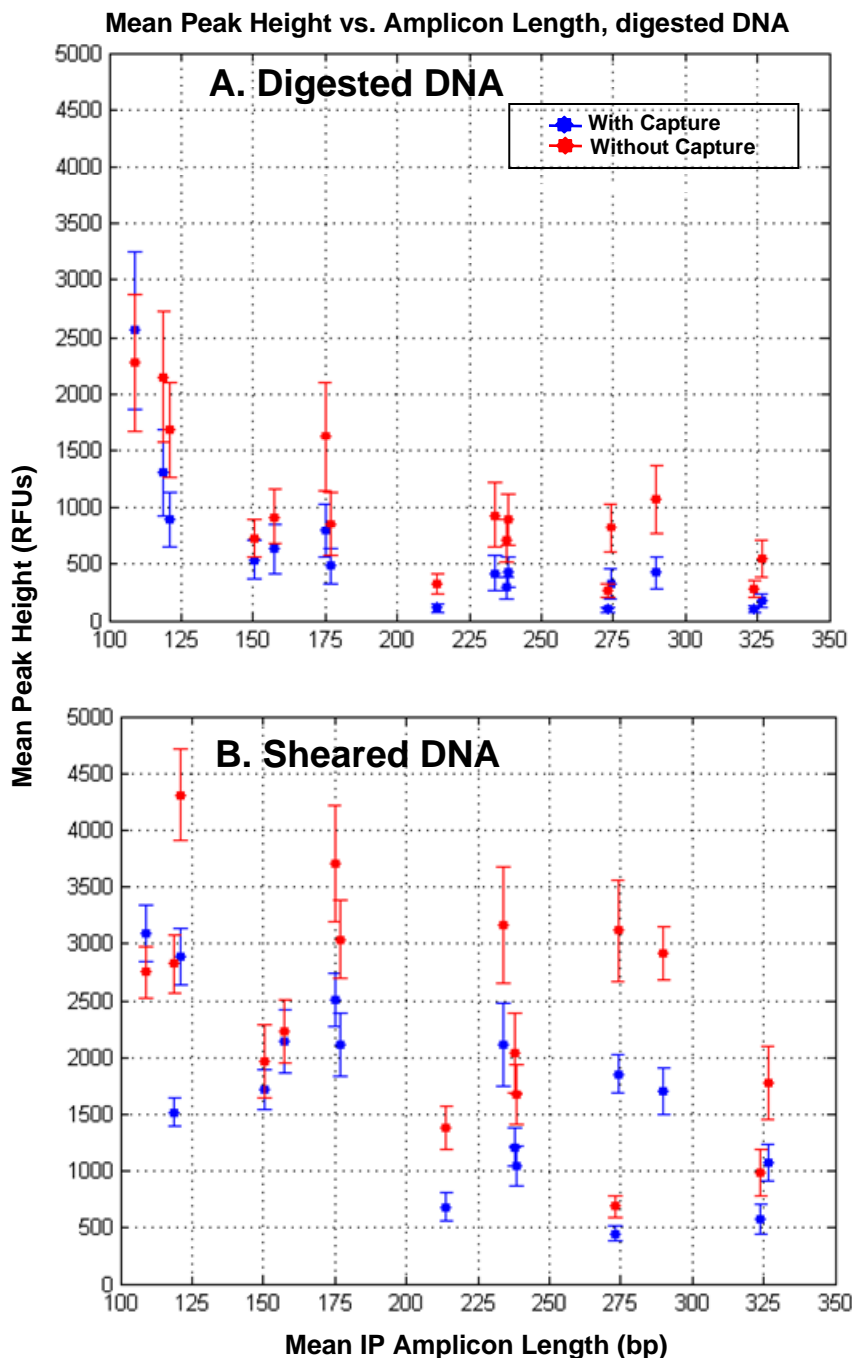 Mean Peak Height vs. Amplicon Length, digested DNA
5000
4500
4000
3500
3000
2500
2000
1500
1000
500
0
A. Digested DNA
With Capture
Without Capture
100 125 150 175 200 225 250 275 300 325 350
Mean Peak Height (RFUs)
5000
4500
4000
3500
3000
2500
2000
1500
1000
500
0
B. Sheared DNA
100 125 150 175 200 225 250 275 300 325 350
Mean IP Amplicon Length (bp)